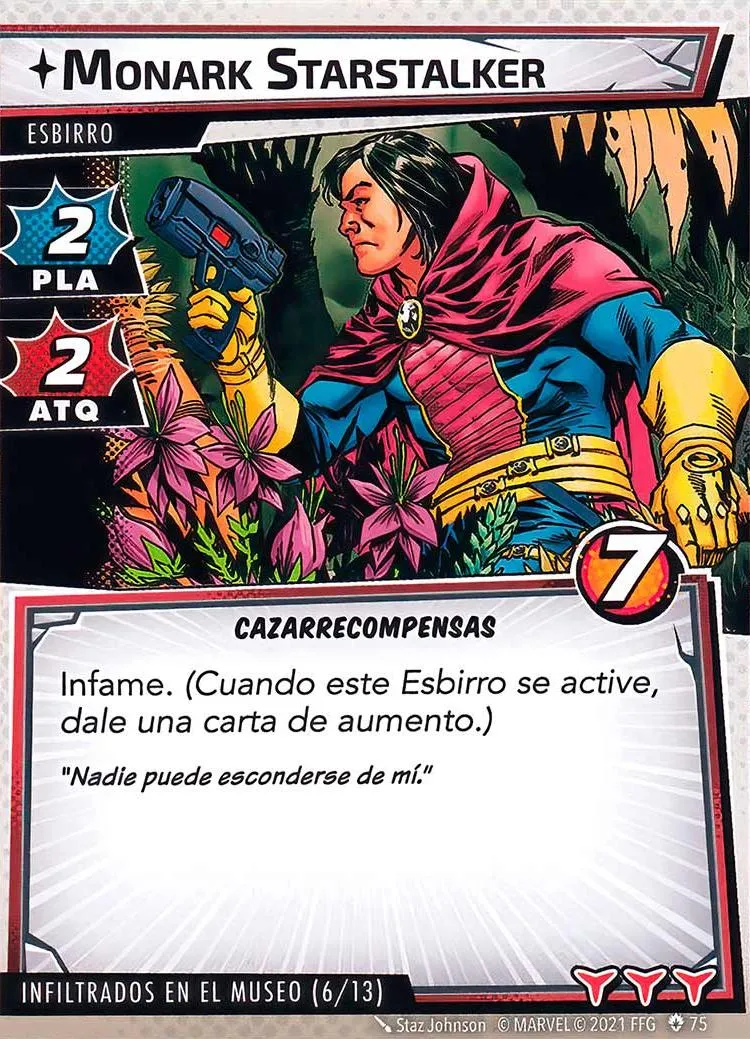 MONARK STARSTALKER
ESBIRRO
2
PLA
2
ATQ
7
CAZARRECOMPENSAS
Infame. (Cuando este Esbirro se active,
dale una carta de aumento.)
"Nadie puede esconderse de mí."
INFILTRADOS EN EL MUSEO (6/13)
Staz Johnson © MARVEL © 2021 FFG 75